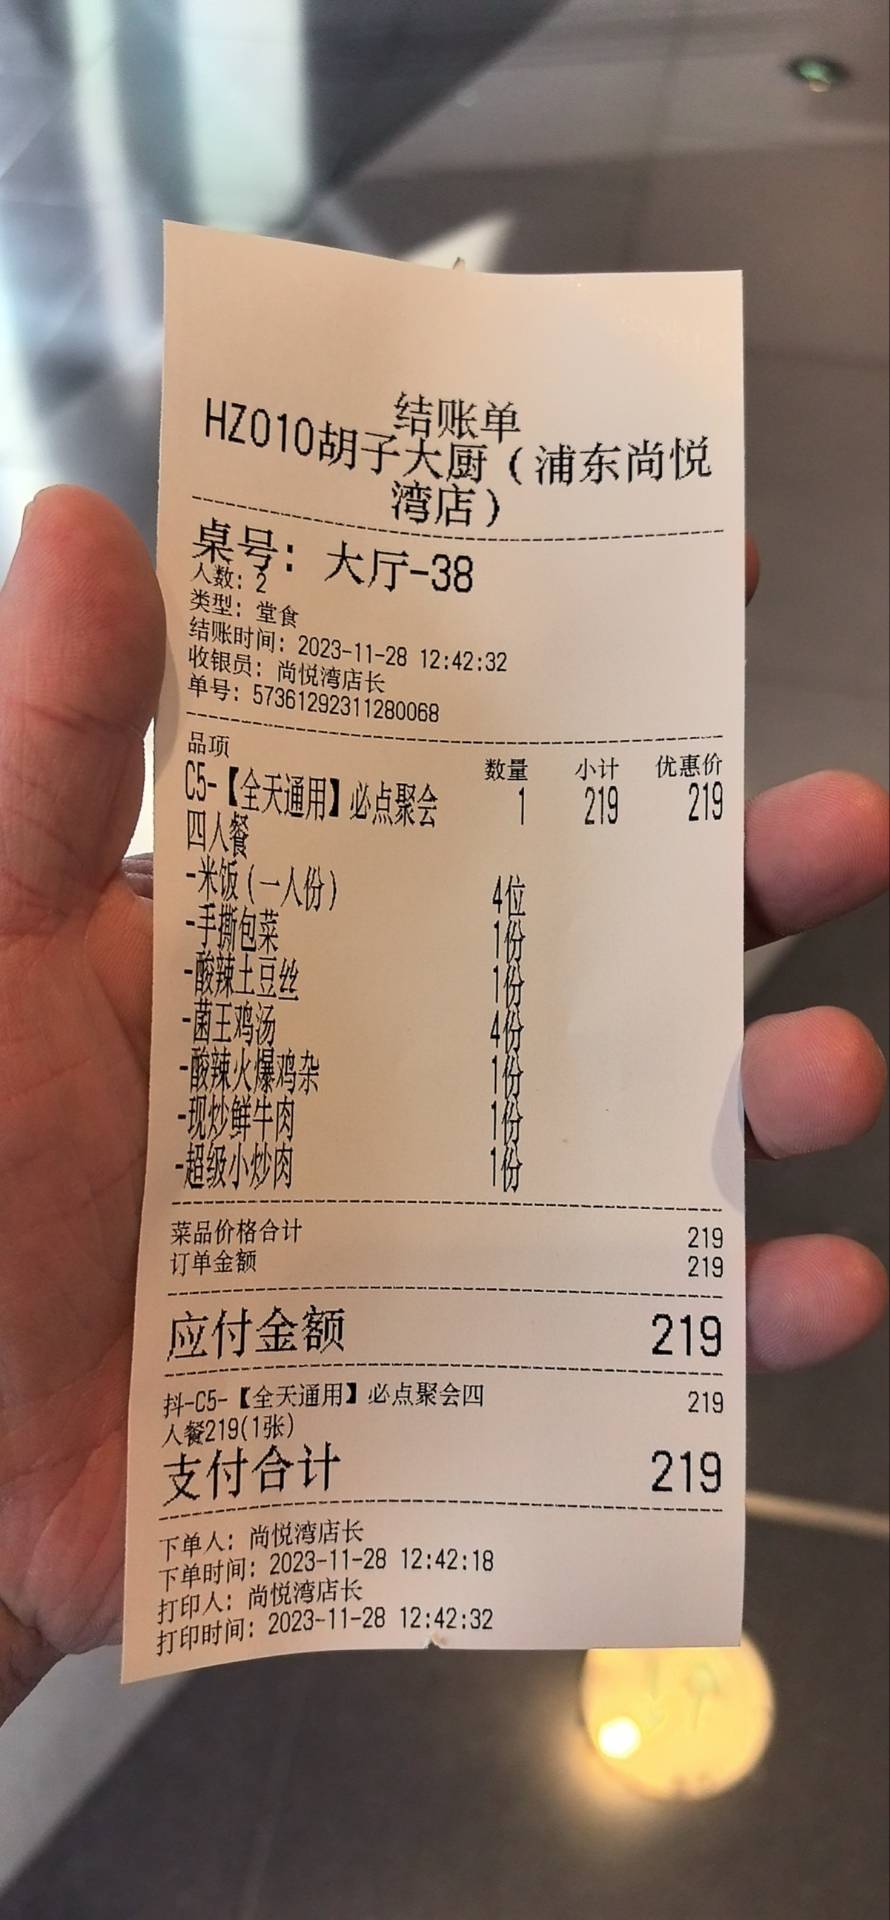 结账单
HZ010胡子大厨（浦东尚悦
湾店）
桌号：大厅-38
人数：2
类型：堂食
结账时间：2023-11-28 12:42:32
收银员：尚悦湾店长
单号：573612923112800​68
品项 数量 小计 优惠价
C5-【全天通用】必点聚会 1 219 219
四人餐
-米饭（一人份） 4位
-手撕包菜 1份
-酸辣土豆丝 1份
-菌王鸡汤 4份
-酸辣火爆鸡杂 1份
-现炒鲜牛肉 1份
-超级小炒肉 1份
菜品价格合计 219
订单金额 219
应付金额 219
抖-C5-【全天通用】必点聚会四 219
人餐219(1张)
支付合计 219
下单人：尚悦湾店长
下单时间：2023-11-28 12:42:18
打印人：尚悦湾店长
打印时间：2023-11-28 12:42:32